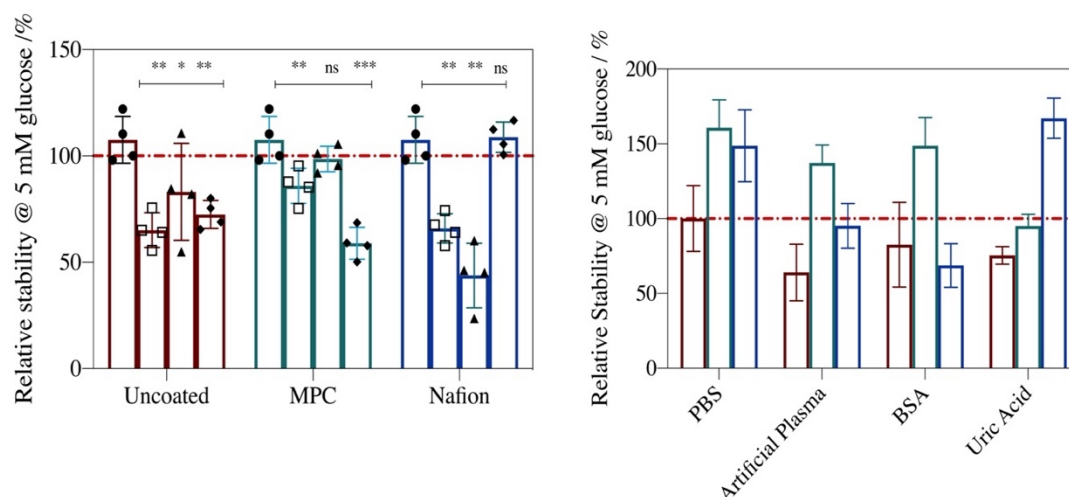 Relative stability @ 5 mM glucose /%
150
100
50
0
** * **
** ns ***
** ** ns
Uncoated MPC Nafion
Relative Stability @ 5 mM glucose / %
200
150
100
50
0
PBS
Artificial Plasma
BSA
Uric Acid